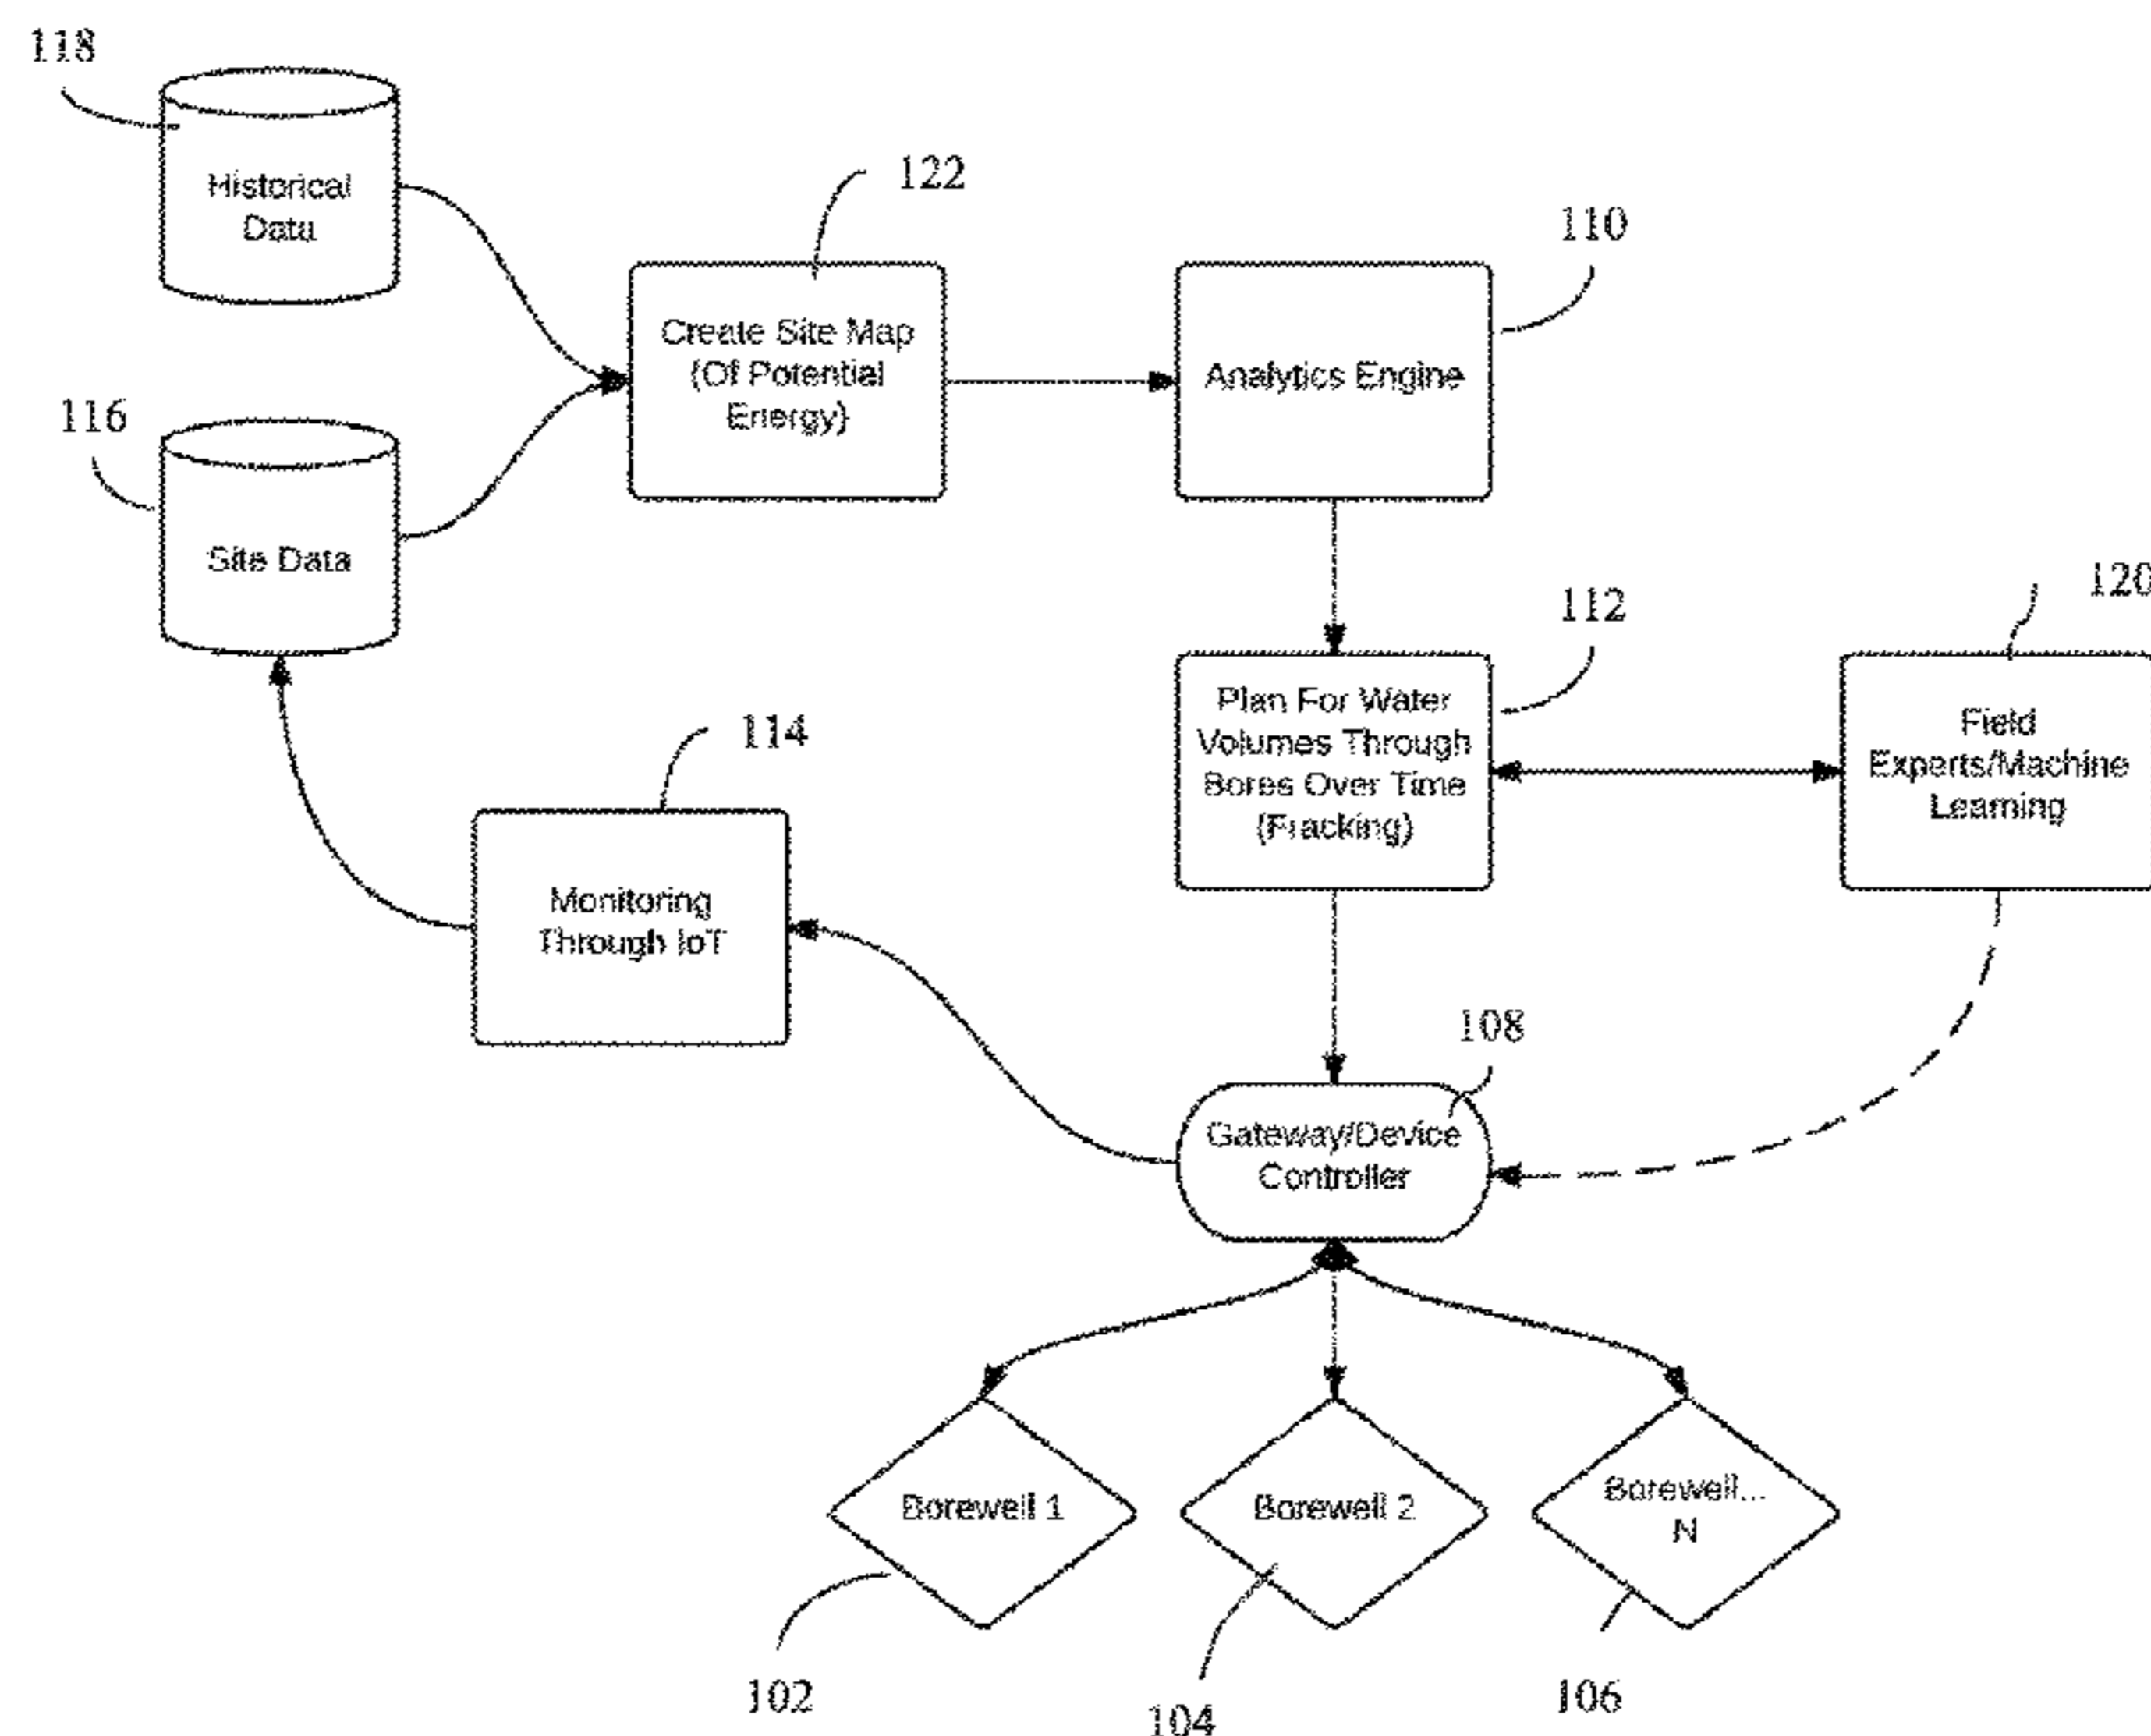 118
Historical
Data
122
Create Site Map
(Of Potential
Energy)
110
Analytics Engine
116
Site Data
112
Plan For Water
Volumes Through
Bores Over Time
(Fracking)
120
Field
Experts/Machine
Learning
114
Monitoring
Through IoT
108
Gateway/Device
Controller
Borewell 1
Borewell 2
Borewell...
N
102
104
106